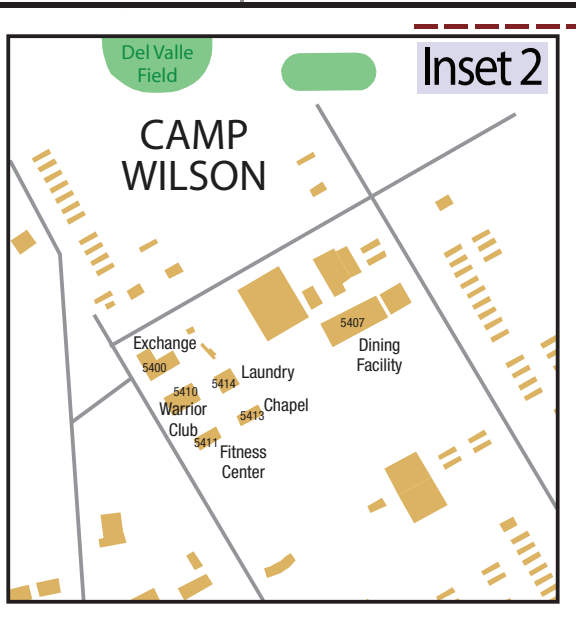 Del Valle
Field
Inset 2
CAMP
WILSON
5407
Dining
Facility
Exchange
5400
Laundry
5414
5410
Warrior
Club
Chapel
5413
5411
Fitness
Center